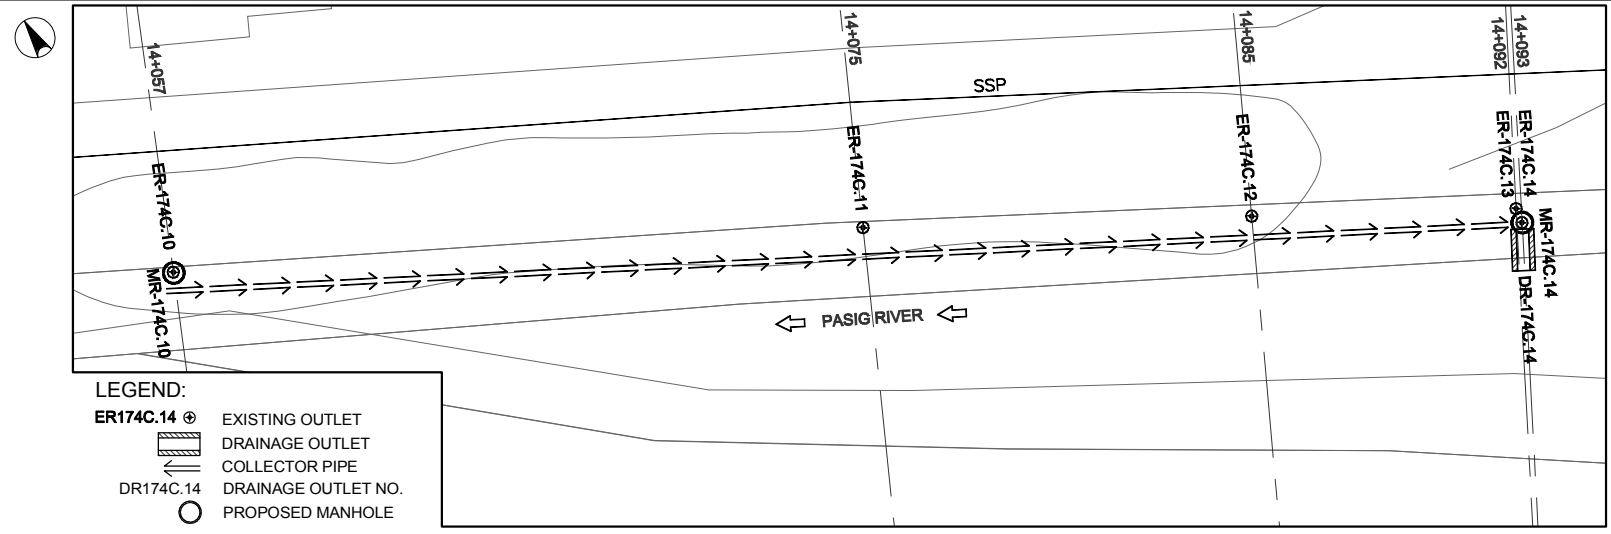 14+057
14+075
14+085
14+092
14+093
SSP
ER-174C.10
ER-174C.11
ER-174C.12
ER-174C.13
ER-174C.14
MR-174C.10
MR-174C.14
DR-174C.14
PASIG RIVER
LEGEND:
ER174C.14 EXISTING OUTLET
DRAINAGE OUTLET
COLLECTOR PIPE
DR174C.14 DRAINAGE OUTLET NO.
PROPOSED MANHOLE